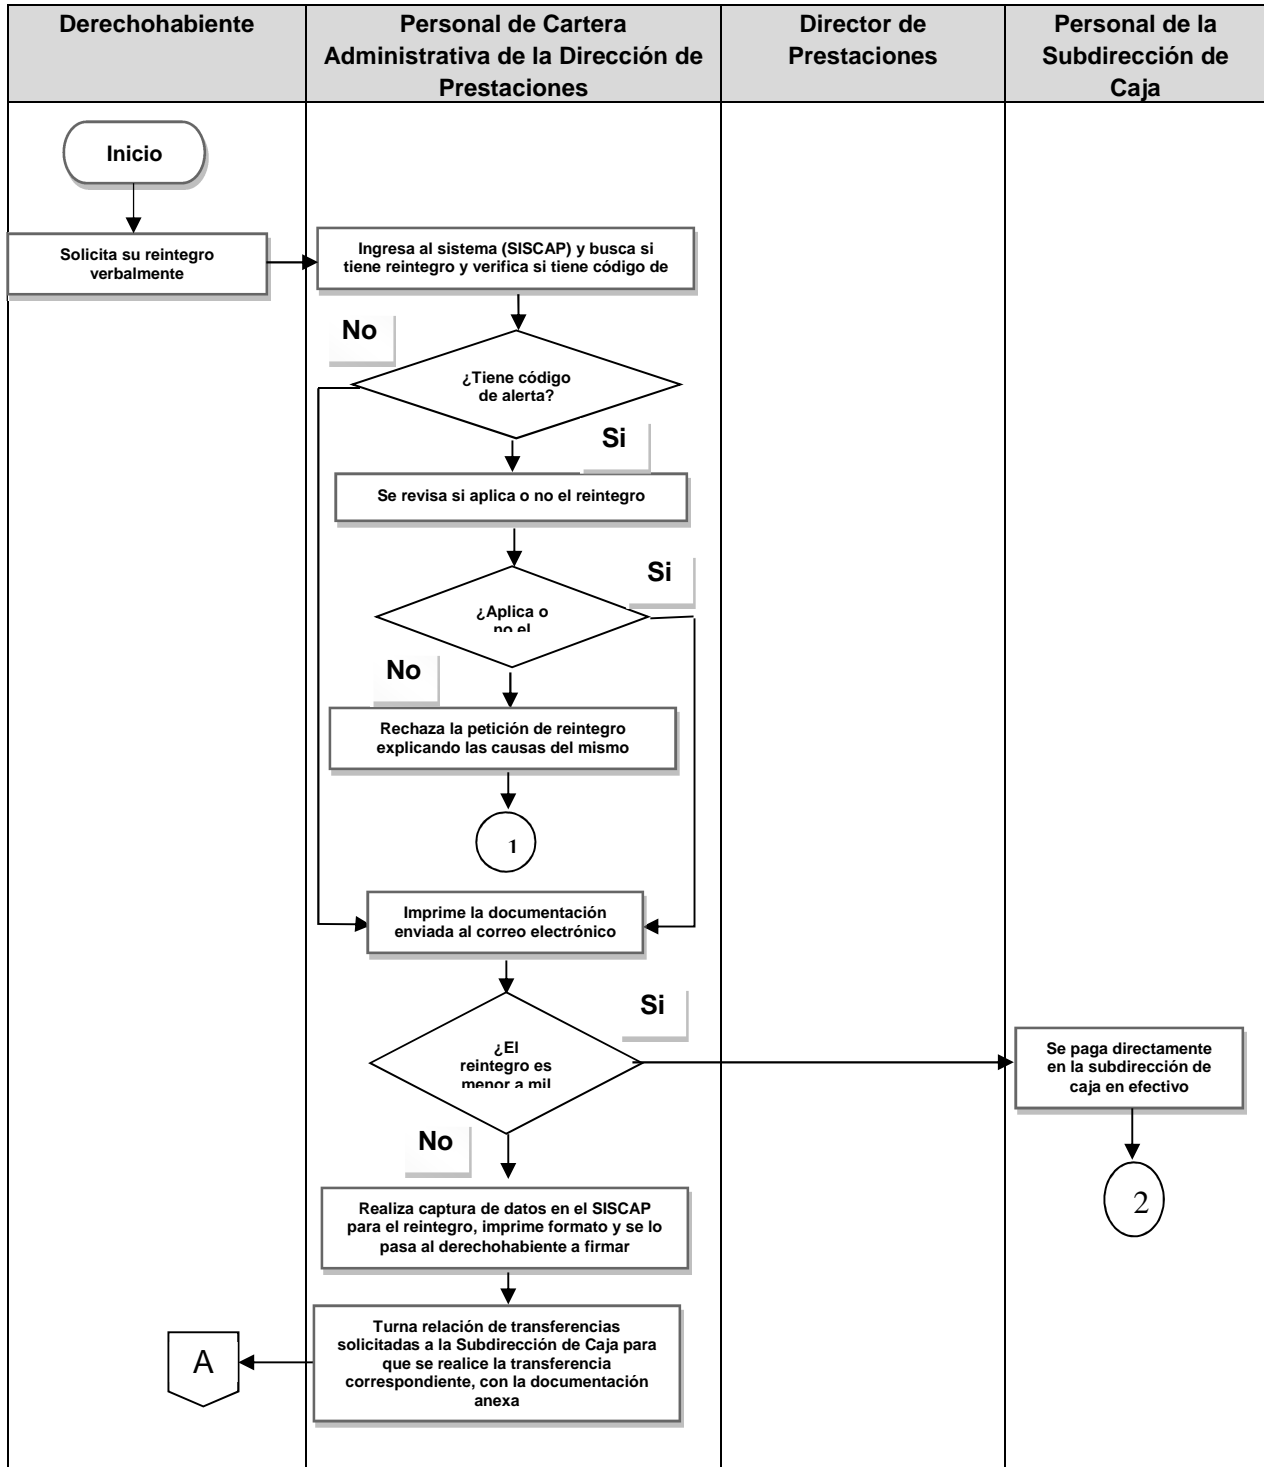 Derechohabiente
Personal de Cartera
Administrativa de la Dirección de
Prestaciones
Director de
Prestaciones
Personal de la
Subdirección de
Caja
Inicio
Solicita su reintegro
verbalmente
Ingresa al sistema (SISCAP) y busca si
tiene reintegro y verifica si tiene código de
No
¿Tiene código
de alerta?
Si
Se revisa si aplica o no el reintegro
Si
¿Aplica o
no el
No
Rechaza la petición de reintegro
explicando las causas del mismo
1
Imprime la documentación
enviada al correo electrónico
Si
¿El
reintegro es
menor a mil
Se paga directamente
en la subdirección de
caja en efectivo
No
2
Realiza captura de datos en el SISCAP
para el reintegro, imprime formato y se lo
pasa al derechohabiente a firmar
Turna relación de transferencias
solicitadas a la Subdirección de Caja para
que se realice la transferencia
correspondiente, con la documentación
anexa
A